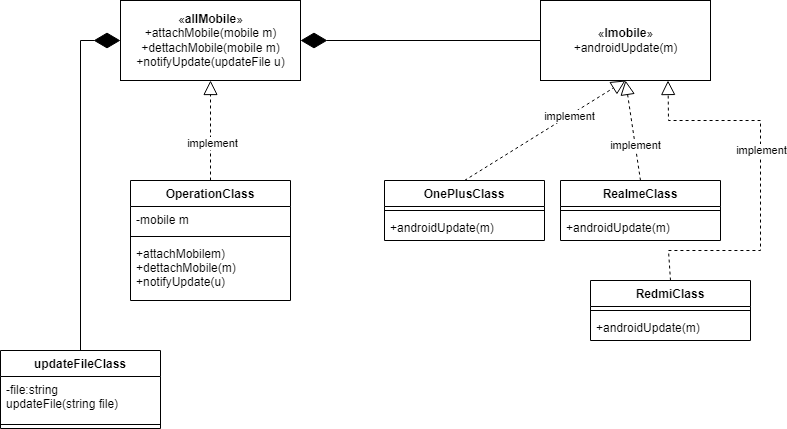 «allMobile»
+attachMobile(mobile m)
+dettachMobile(mobile m)
+notifyUpdate(updateFile u)
«Imobile»
+androidUpdate(m)
implement
implement
implement
implement
OperationClass
-mobile m
+attachMobilem)
+dettachMobile(m)
+notifyUpdate(u)
OnePlusClass
+androidUpdate(m)
RealmeClass
+androidUpdate(m)
RedmiClass
+androidUpdate(m)
updateFileClass
-file:string
updateFile(string file)